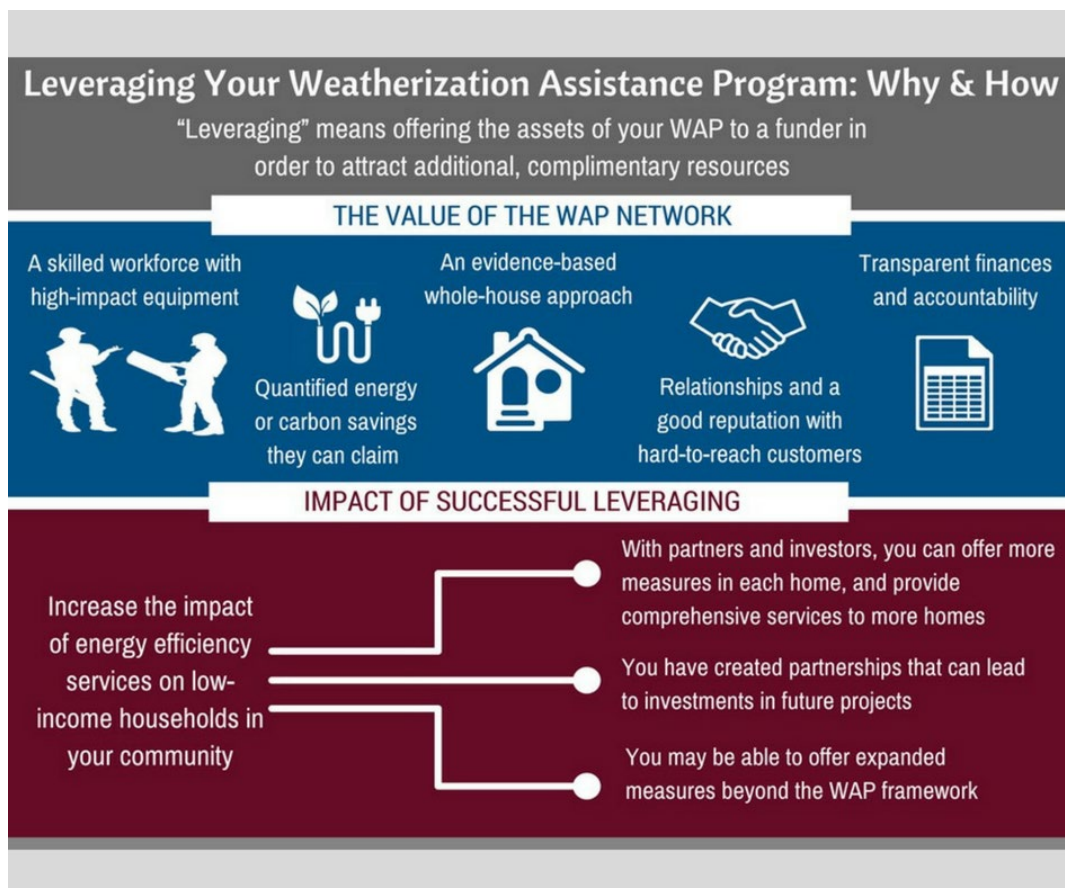 Leveraging Your Weatherization Assistance Program: Why & How
“Leveraging” means offering the assets of your WAP to a funder in
order to attract additional, complimentary resources
THE VALUE OF THE WAP NETWORK
A skilled workforce with
high-impact equipment
Quantified energy
or carbon savings
they can claim
An evidence-based
whole-house approach
Relationships and a
good reputation with
hard-to-reach customers
Transparent finances
and accountability
IMPACT OF SUCCESSFUL LEVERAGING
Increase the impact
of energy efficiency
services on low-
income households in
your community
With partners and investors, you can offer more
measures in each home, and provide
comprehensive services to more homes
You have created partnerships that can lead
to investments in future projects
You may be able to offer expanded
measures beyond the WAP framework